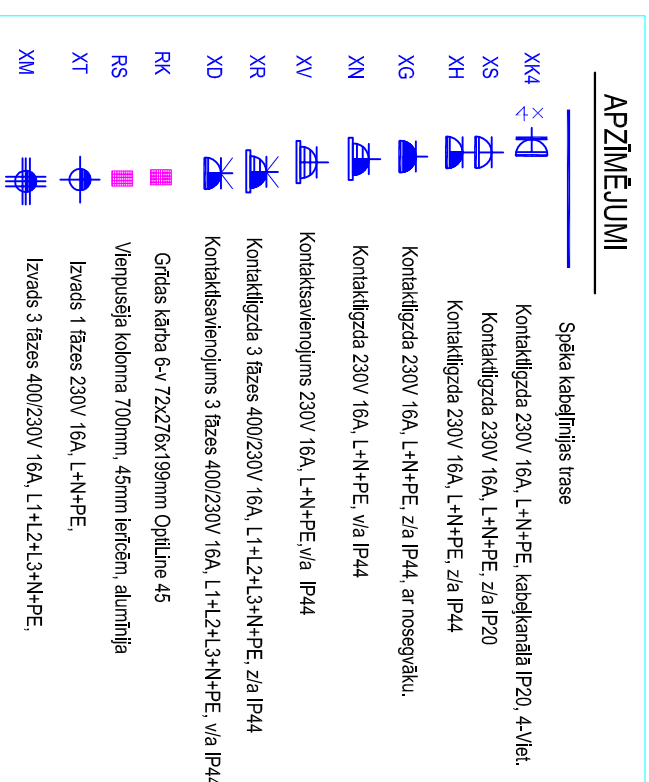 APZĪMĒJUMI
Spēka kabeļlīnijas trase
XK4 X Z Kontaktligzda 230V 16A, L+N+PE, kabeļkanālā IP20, 4-Viet.
XS Kontaktligzda 230V 16A, L+N+PE, z/a IP20
XH Kontaktligzda 230V 16A, L+N+PE, z/a IP44
XG Kontaktligzda 230V 16A, L+N+PE, z/a IP44, ar nosegvāku.
XN Kontaktligzda 230V 16A, L+N+PE, v/a IP44
XV Kontaktsavienojums 230V 16A, L+N+PE,v/a IP44
XR Kontaktligzda 3 fāzes 400/230V 16A, L1+L2+L3+N+PE, z/a IP44
XD Kontaktlsavienojums 3 fāzes 400/230V 16A, L1+L2+L3+N+PE, v/a IP44
RK Grīdas kārba 6-v 72x276x199mm OptiLine 45
RS Vienpusēja kolonna 700mm, 45mm ierīcēm, alumīnija
XT Izvads 1 fāzes 230V 16A, L+N+PE,
XM Izvads 3 fāzes 400/230V 16A, L1+L2+L3+N+PE,